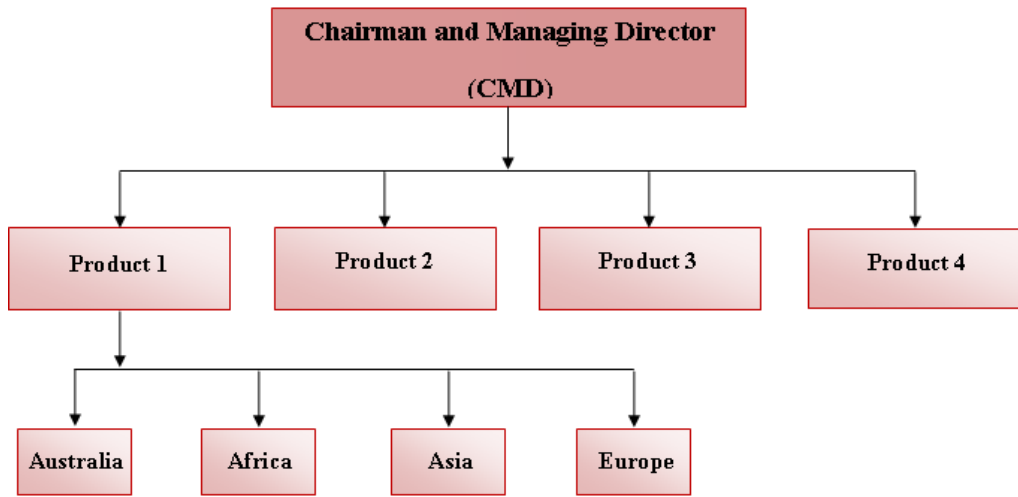 Chairman and Managing Director
(CMD)
Product 1
Product 2
Product 3
Product 4
Australia
Africa
Asia
Europe